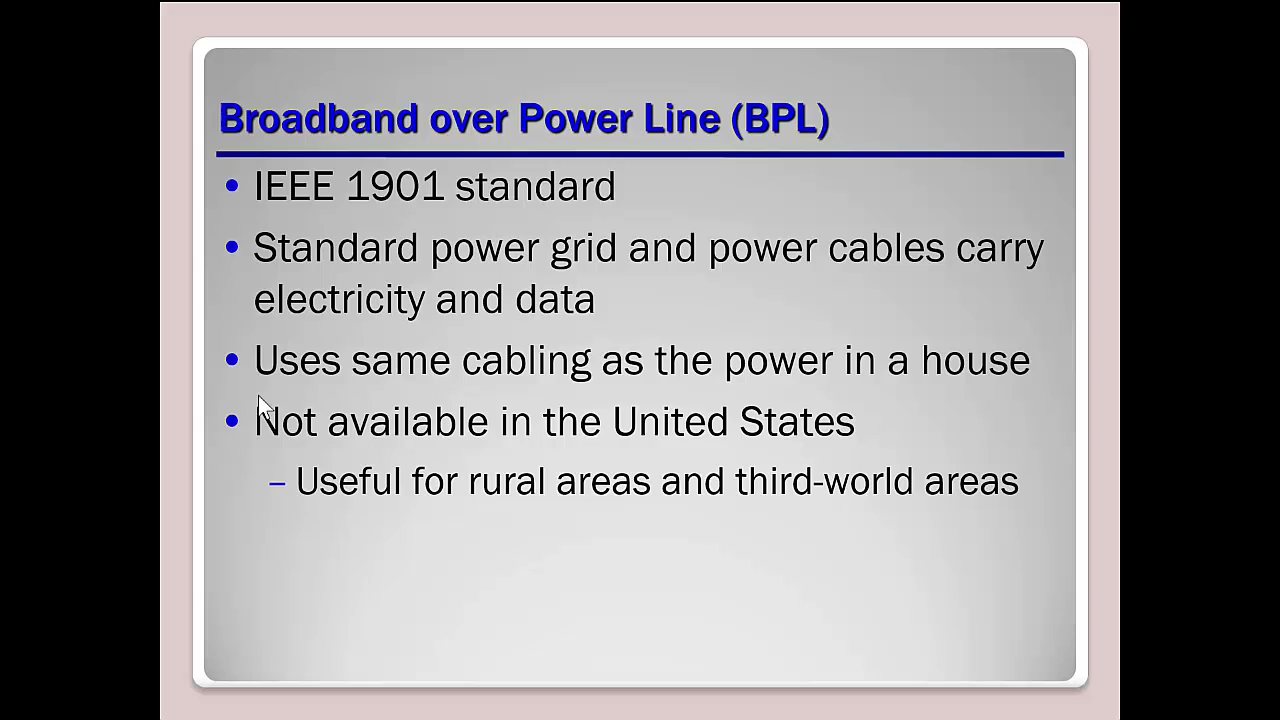 Broadband over Power Line (BPL)
• IEEE 1901 standard
• Standard power grid and power cables carry
electricity and data
• Uses same cabling as the power in a house
• Not available in the United States
– Useful for rural areas and third-world areas